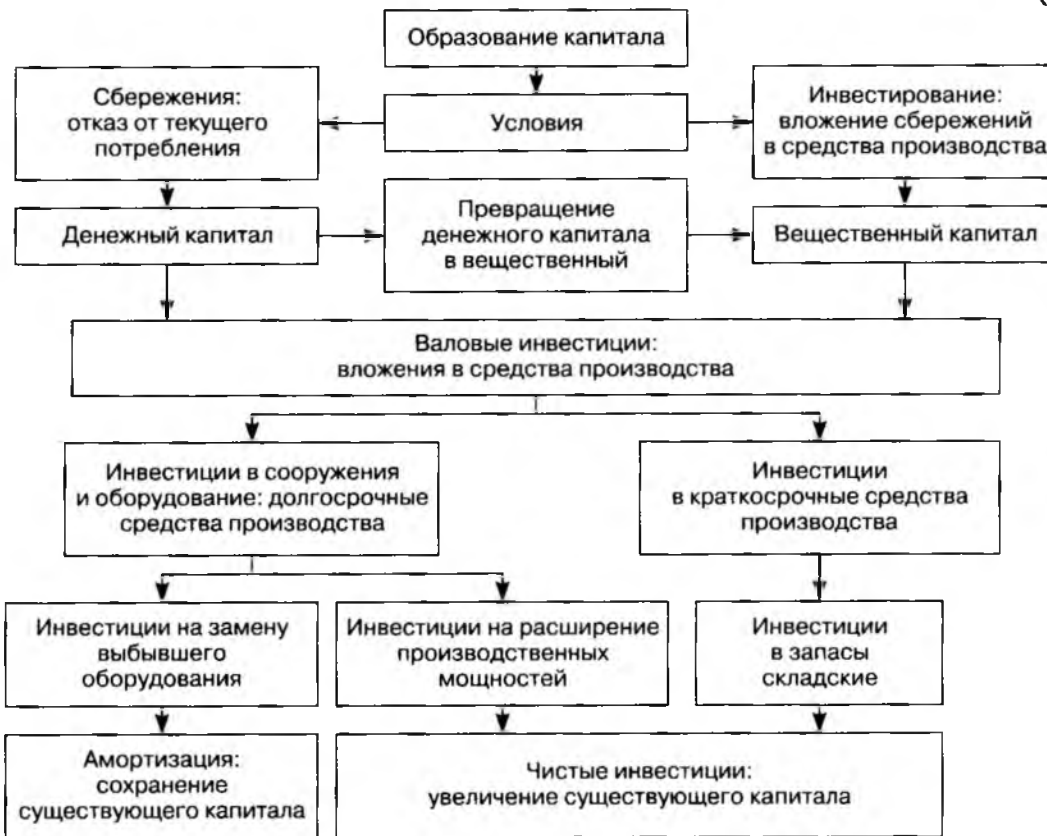 Образование капитала
Сбережения:
отказ от текущего
потребления
Условия
Инвестирование:
вложение сбережений
в средства производства
Денежный капитал
Превращение
денежного капитала
в вещественный
Вещественный капитал
Валовые инвестиции:
вложения в средства производства
Инвестиции в сооружения
и оборудование: долгосрочные
средства производства
Инвестиции
в краткосрочные средства
производства
Инвестиции на замену
выбывшего
оборудования
Инвестиции на расширение
производственных
мощностей
Инвестиции
в запасы
складские
Амортизация:
сохранение
существующего капитала
Чистые инвестиции:
увеличение существующего капитала